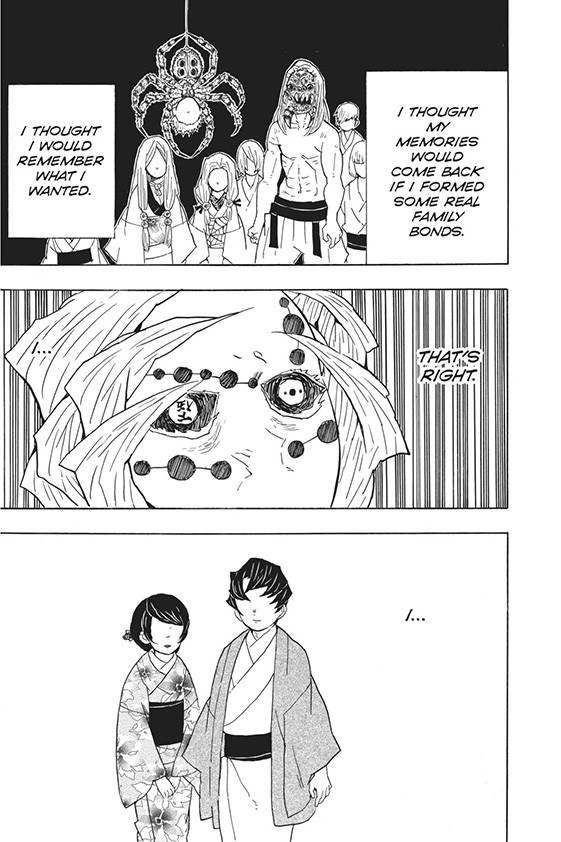 I THOUGHT
MY
MEMORIES
WOULD
COME BACK
IF I FORMED
SOME REAL
FAMILY
BONDS.
I THOUGHT
I WOULD
REMEMBER
WHAT I
WANTED.
THAT'S
RIGHT.
I...
I...